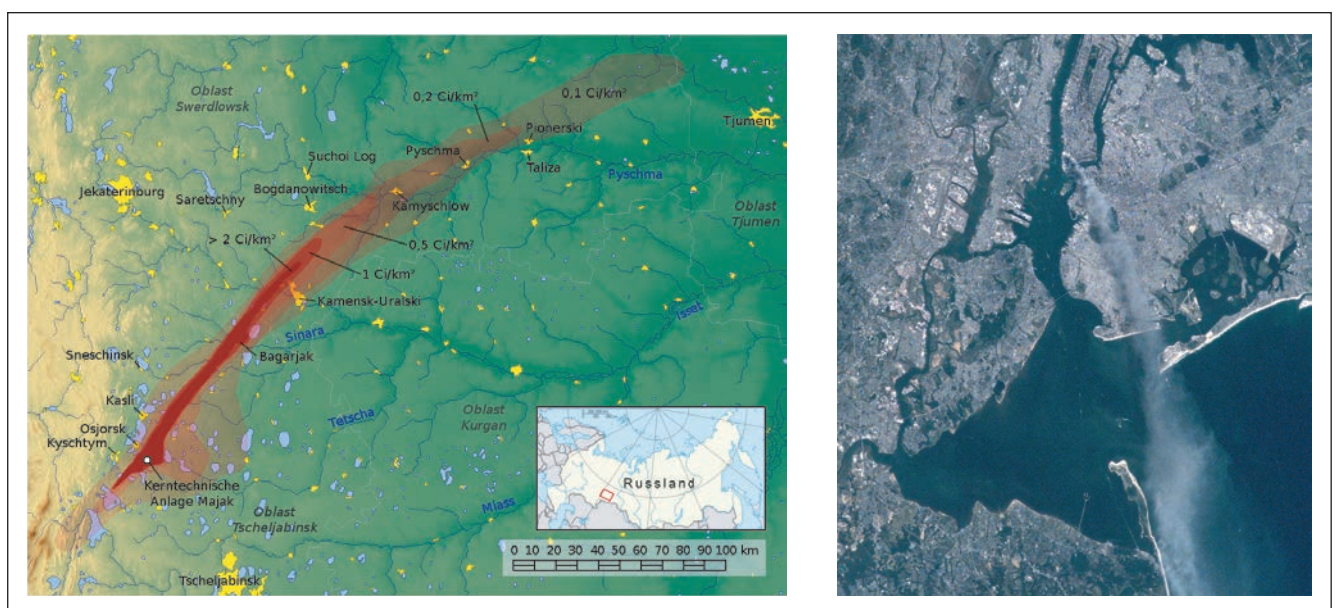 Oblast
Swerdlowsk
0,2 Ci/km²
0,1 Ci/km²
Tjumen
Pionerski
Suchoi Log
Pyschma
Taliza
Jekaterinburg
Bogdanowitsch
Pyschma
Saretschny
Kamyschlow
Oblast
Tjumen
> 2 Ci/km²
0,5 Ci/km²
1 Ci/km²
Kamensk-Uralski
Isset
Sinara
Sneschinsk
Bagarjak
Kasli
Tetscha
Oblast
Kurgan
Osjorsk
Kyschtym
Kerntechnische
Anlage Majak
Russland
Miass
Oblast
Tscheljabinsk
0 10 20 30 40 50 60 70 80 90 100 km
Tscheljabinsk